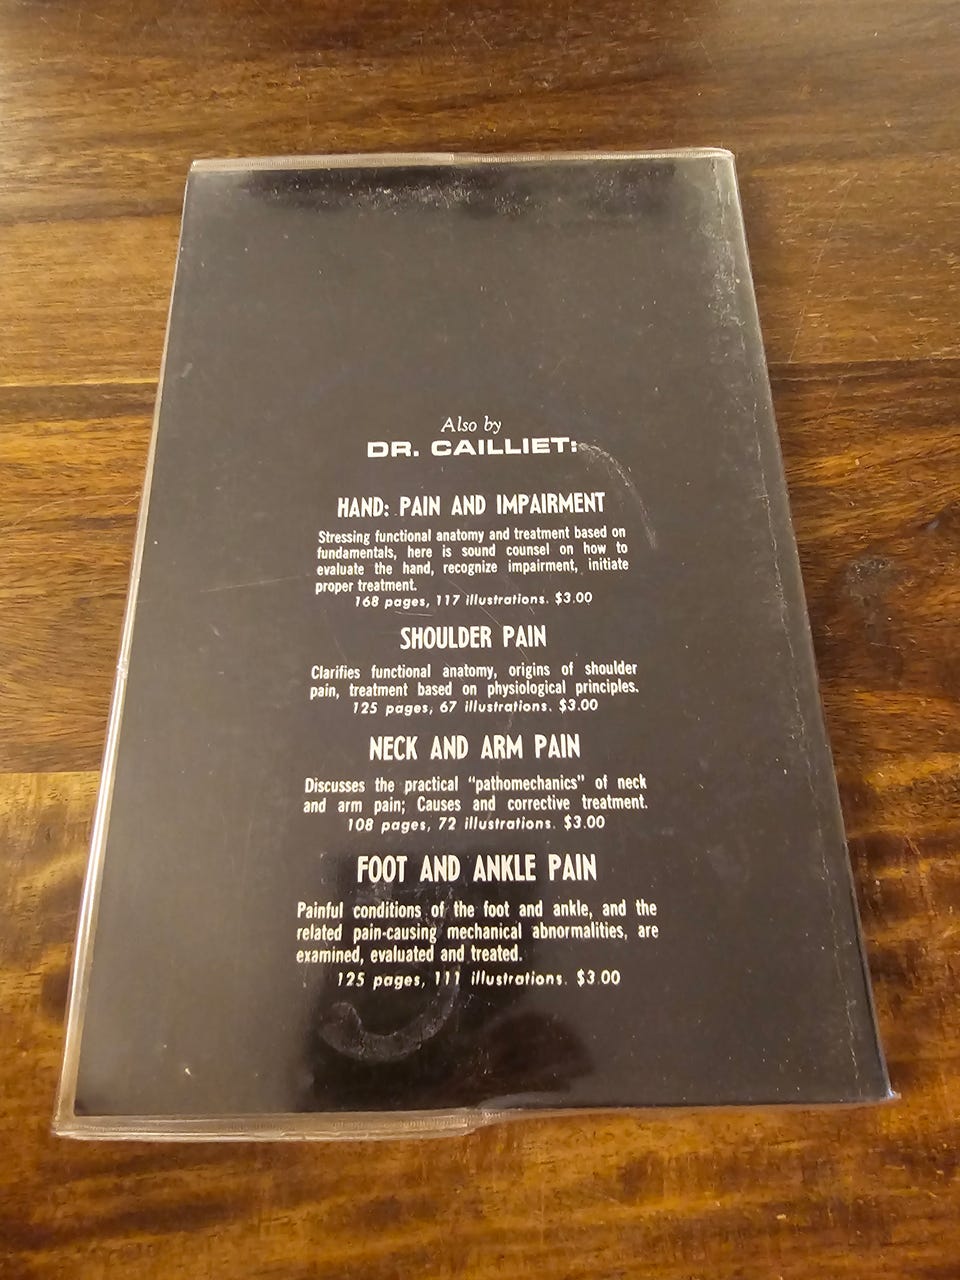 Also by
DR. CAILLIET:
HAND: PAIN AND IMPAIRMENT
Stressing functional anatomy and treatment based on
fundamentals, here is sound counsel on how to
evaluate the hand, recognize impairment, initiate
proper treatment.
168 pages, 117 illustrations. $3.00
SHOULDER PAIN
Clarifies functional anatomy, origins of shoulder
pain, treatment based on physiological principles.
125 pages, 67 illustrations. $3.00
NECK AND ARM PAIN
Discusses the practical "pathomechanics" of neck
and arm pain; Causes and corrective treatment.
108 pages, 72 illustrations. $3.00
FOOT AND ANKLE PAIN
Painful conditions of the foot and ankle, and the
related pain-causing mechanical abnormalities, are
examined, evaluated and treated.
125 pages, 111 illustrations. $3.00